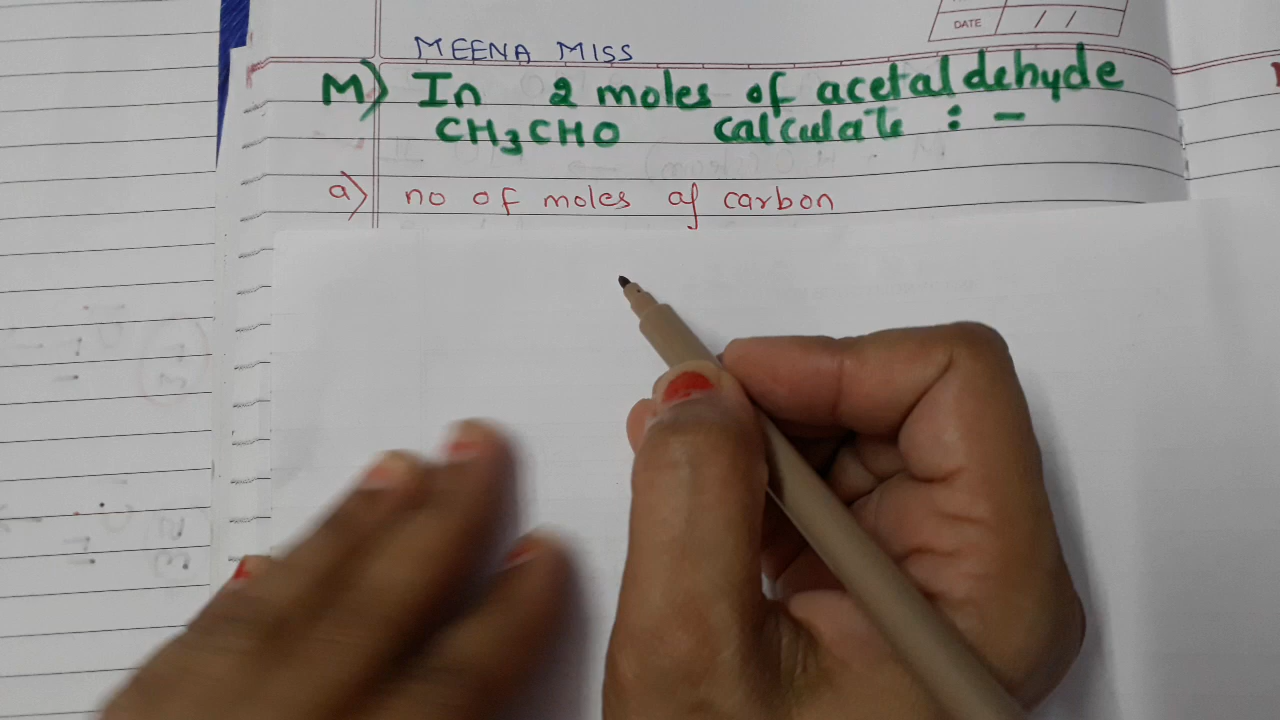 DATE / /
MEENA MISS
M) In 2 moles of acetaldehyde
CH3CHO calculate : -
a) no of moles of carbon